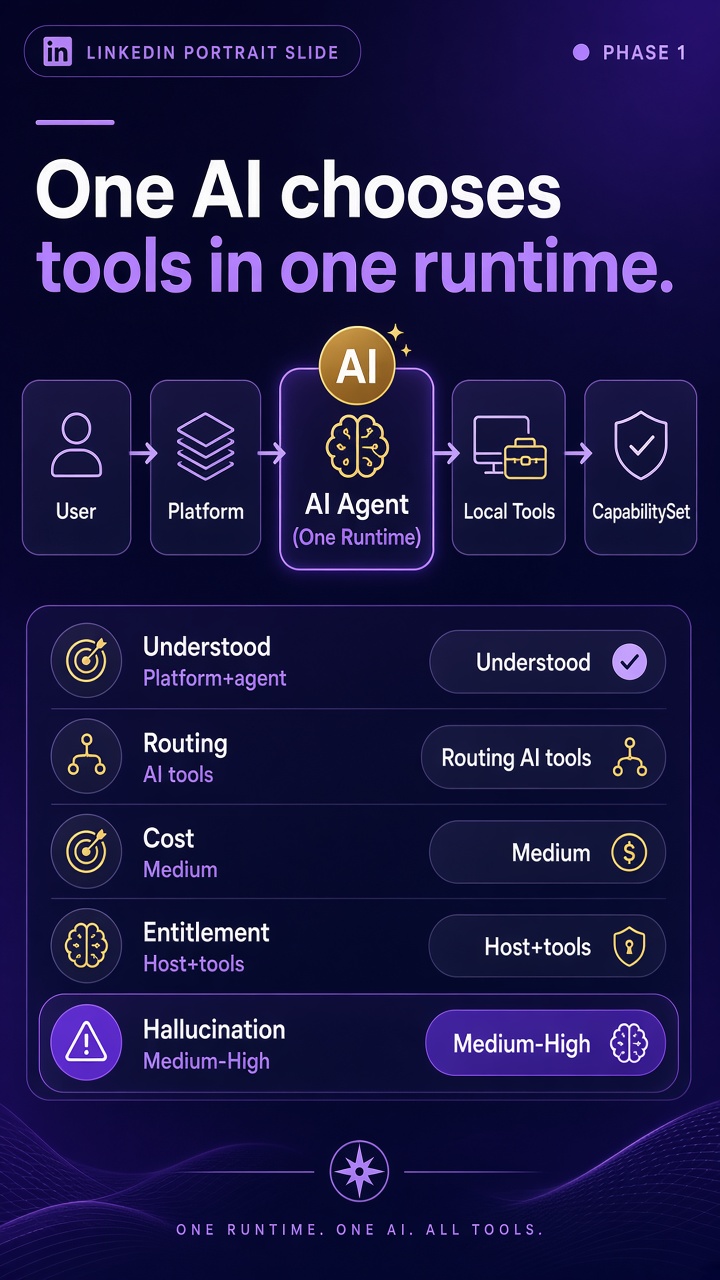 in LINKEDIN PORTRAIT SLIDE
PHASE 1
One AI chooses
tools in one runtime.
AI
User
Platform
AI Agent
(One Runtime)
Local Tools
CapabilitySet
Understood
Platform+agent
Understood
Routing
AI tools
Routing AI tools
Cost
Medium
Medium
$
Entitlement
Host+tools
Host+tools
Hallucination
Medium-High
Medium-High
ONE RUNTIME. ONE AI. ALL TOOLS.